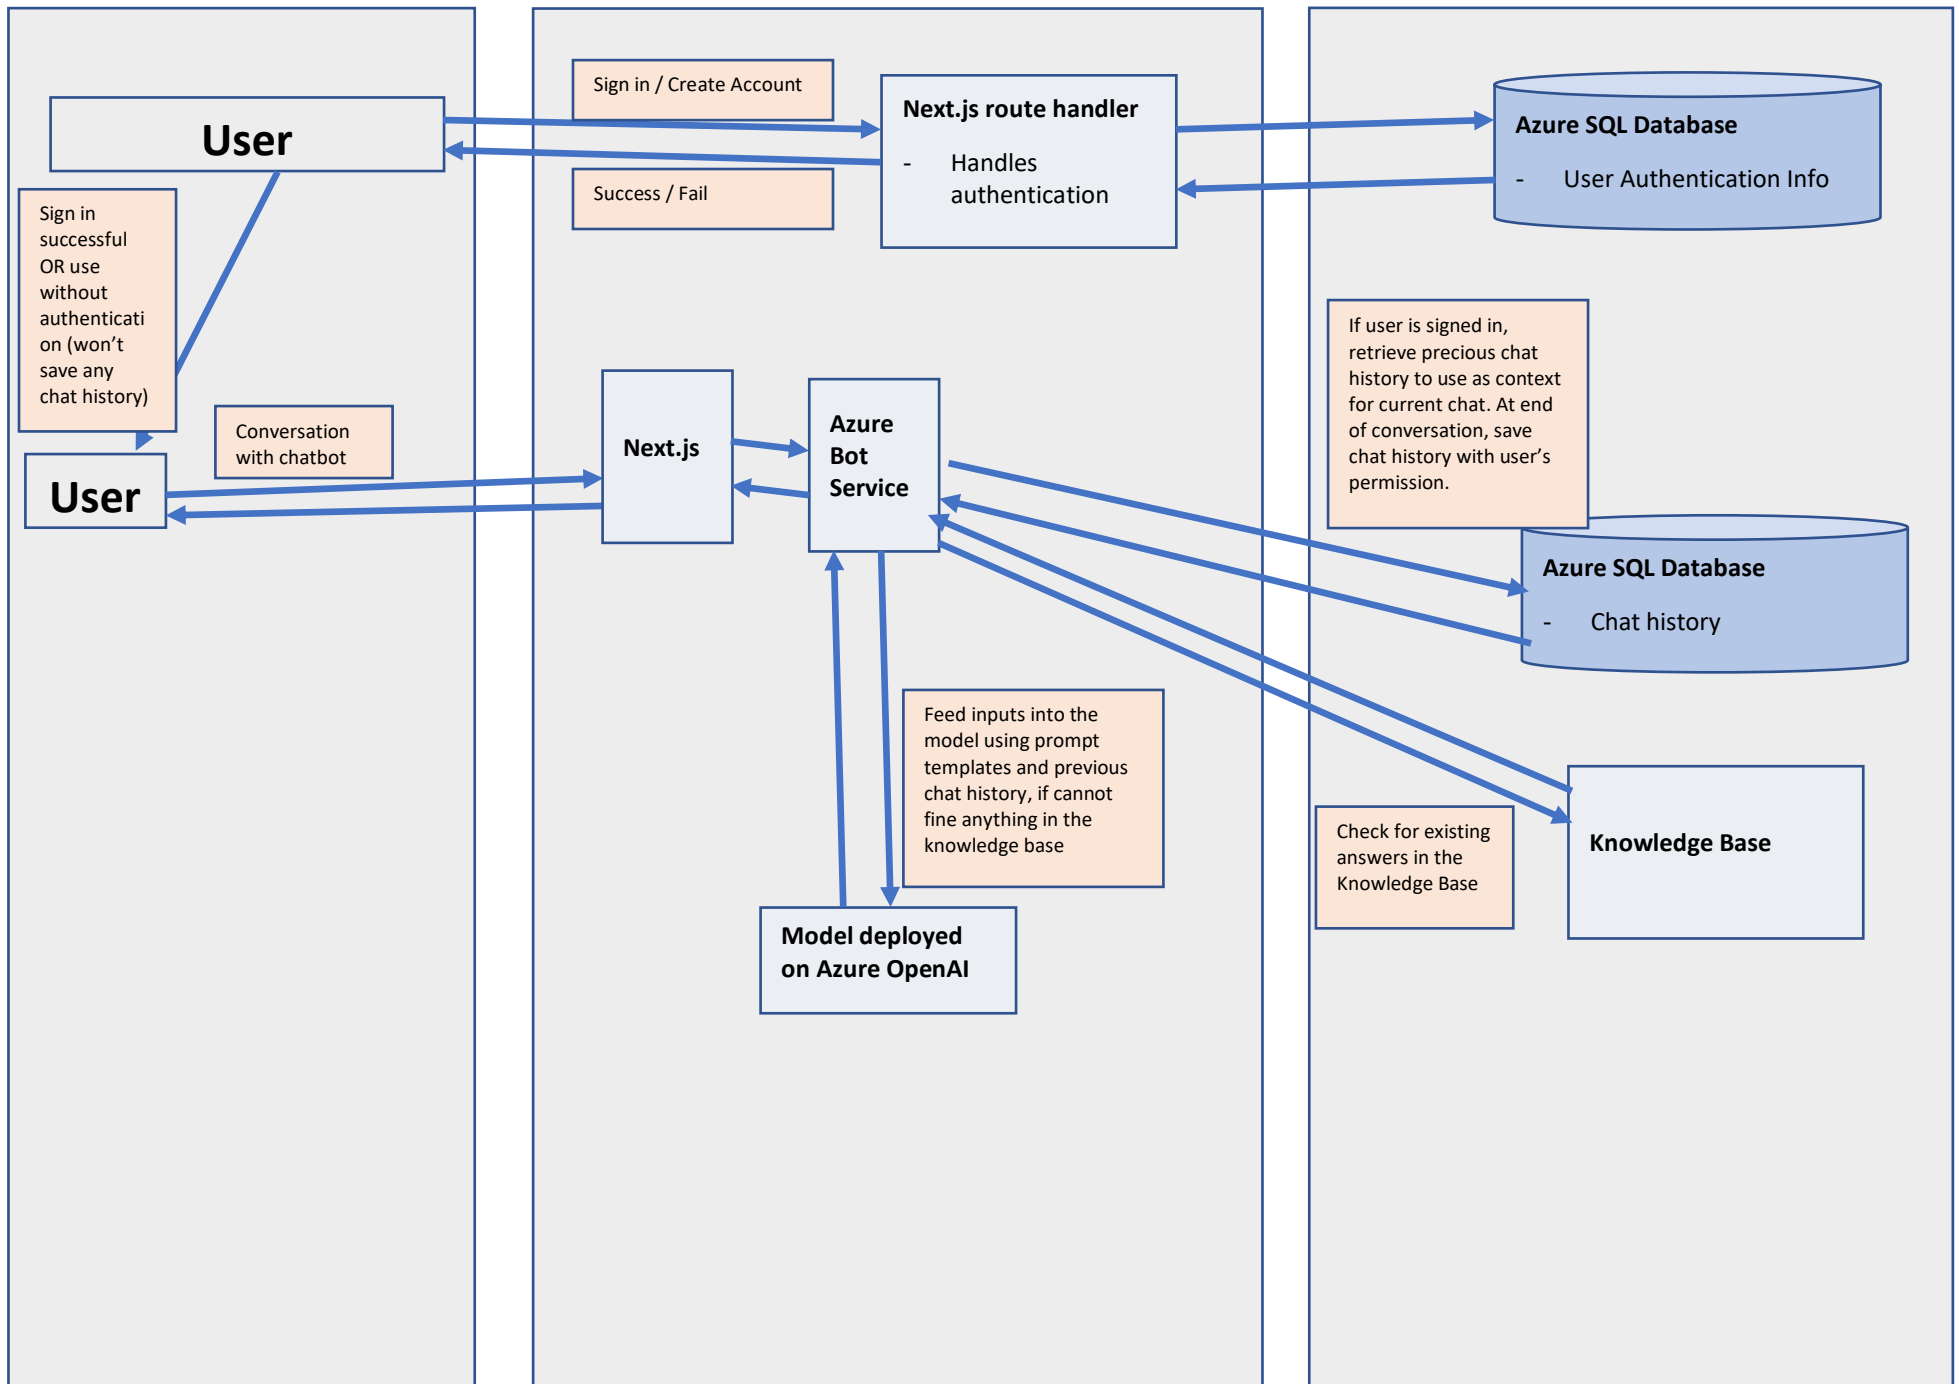 User
Sign in
successful
OR use
without
authenticati
on (won't
save any
chat history)
Conversation
with chatbot
User
Sign in / Create Account
Success / Fail
Next.js route handler
- Handles
authentication
Next.js
Azure
Bot
Service
Feed inputs into the
model using prompt
templates and previous
chat history, if cannot
fine anything in the
knowledge base
Model deployed
on Azure OpenAI
Azure SQL Database
- User Authentication Info
If user is signed in,
retrieve precious chat
history to use as context
for current chat. At end
of conversation, save
chat history with user's
permission.
Azure SQL Database
- Chat history
Check for existing
answers in the
Knowledge Base
Knowledge Base